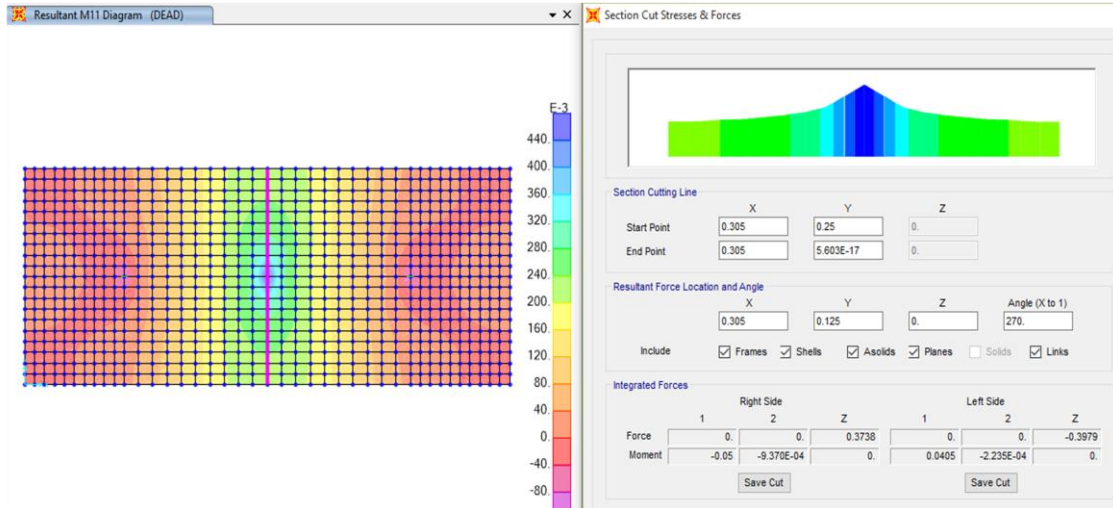 Resultant M11 Diagram (DEAD)
E-3
440.
400.
360.
320.
280.
240.
200.
160.
120.
80.
40.
0.
-40.
-80.
Section Cut Stresses & Forces
Section Cutting Line
X Y Z
Start Point 0.305 0.25 0.
End Point 0.305 5.603E-17 0.
Resultant Force Location and Angle
X Y Z Angle (X to 1)
0.305 0.125 0. 270.
Include Frames Shells Asolids Planes Solids Links
Integrated Forces
Right Side Left Side
1 2 Z 1 2 Z
Force 0. 0. 0.3738 0. 0. -0.3979
Moment -0.05 -9.370E-04 0. 0.0405 -2.235E-04 0.
Save Cut Save Cut